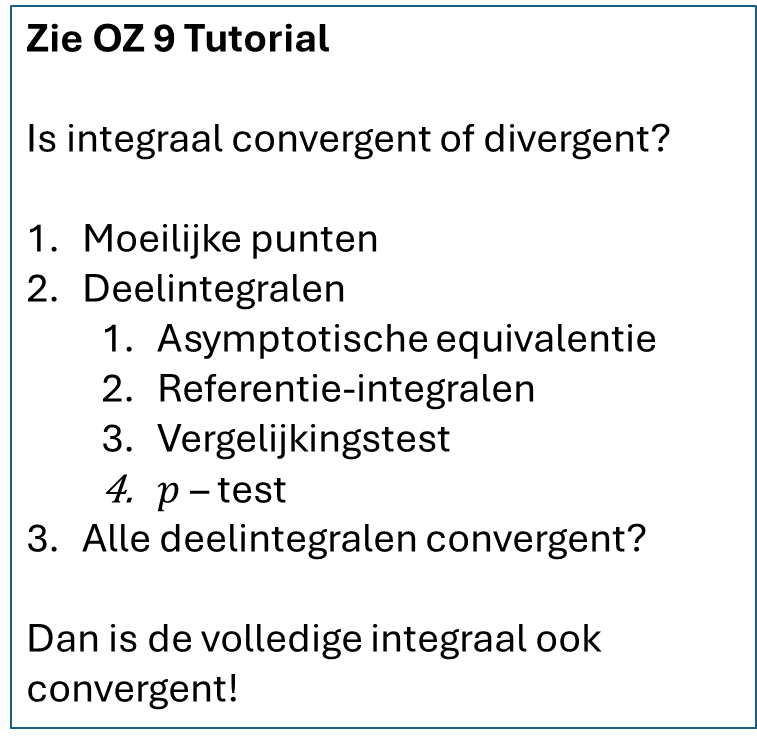 Zie OZ 9 Tutorial
Is integraal convergent of divergent?
1. Moeilijke punten
2. Deelintegralen
1. Asymptotische equivalentie
2. Referentie-integralen
3. Vergelijkingstest
4. p – test
3. Alle deelintegralen convergent?
Dan is de volledige integraal ook
convergent!